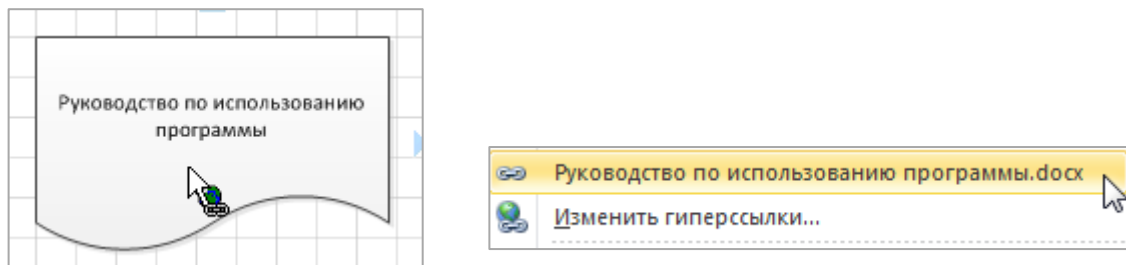 Руководство по использованию
программы
Руководство по использованию программы.docx
Изменить гиперссылки...